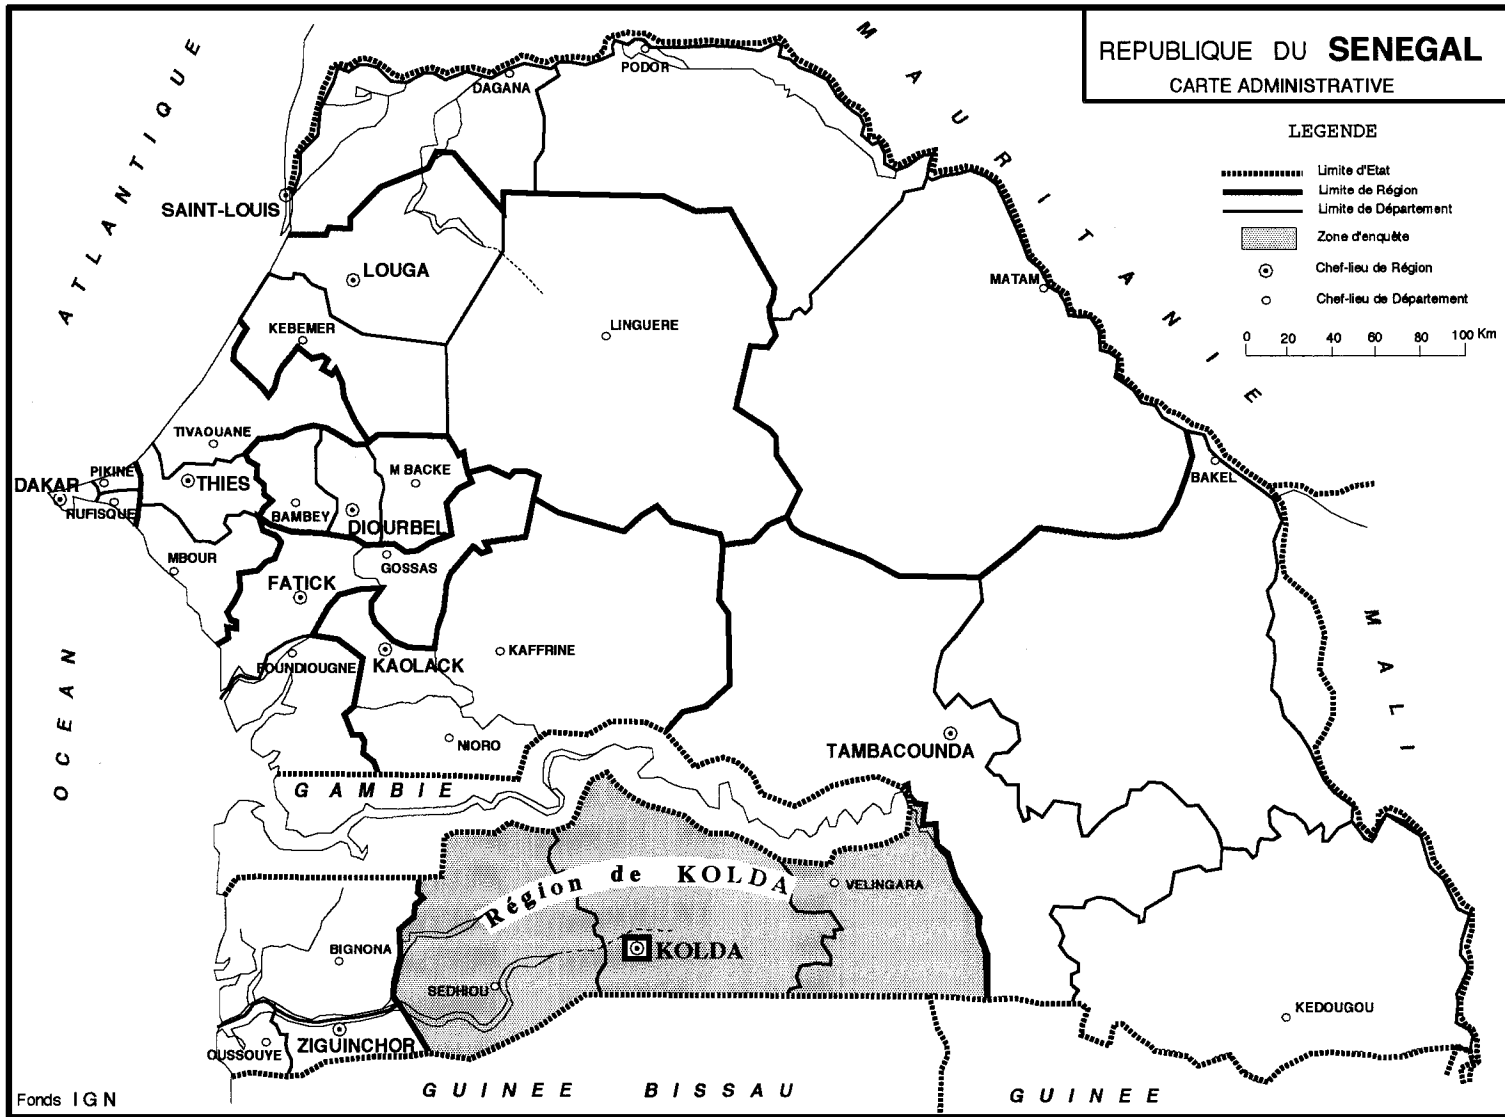 REPUBLIQUE DU SENEGAL
CARTE ADMINISTRATIVE
LEGENDE
Limite d'Etat
Limite de Région
Limite de Département
Zone d'enquête
Chef-lieu de Région
Chef-lieu de Département
0 20 40 60 80 100 Km
ATLANTIQUE
OCEAN
MAURITANIE
MALI
PODOR
DAGANA
SAINT-LOUIS
LOUGA
MATAM
LINGUERE
KEBEMER
TIVAOUANE
PIKINE
DAKAR
THIES
RUFISQUE
BAMBEY
M BACKE
DIOURBEL
BAKEL
MBOUR
GOSSAS
FATICK
FOUNDIOUGNE
KAOLACK
KAFFRINE
NIORO
TAMBACOUNDA
GAMBIE
Région de KOLDA
VELINGARA
KOLDA
BIGNONA
SEDHIOU
OUSSOUYE
ZIGUINCHOR
KEDOUGOU
GUINEE BISSAU
GUINEE
Fonds IGN